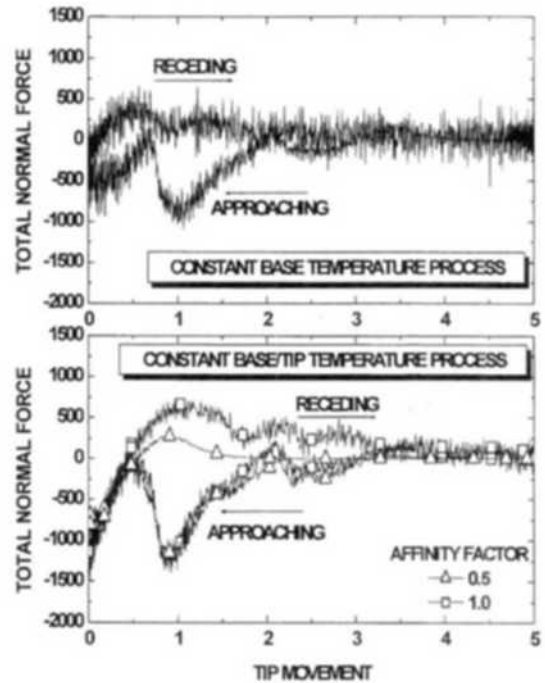 1500
1000
500
0
-500
-1000
-1500
-2000
TOTAL NORMAL FORCE
RECEDING
APPROACHING
CONSTANT BASE TEMPERATURE PROCESS
0 1 2 3 4 5
1500
1000
500
0
-500
-1000
-1500
-2000
TOTAL NORMAL FORCE
CONSTANT BASE/TIP TEMPERATURE PROCESS
RECEDING
APPROACHING
AFFINITY FACTOR
0.5
1.0
0 1 2 3 4 5
TIP MOVEMENT